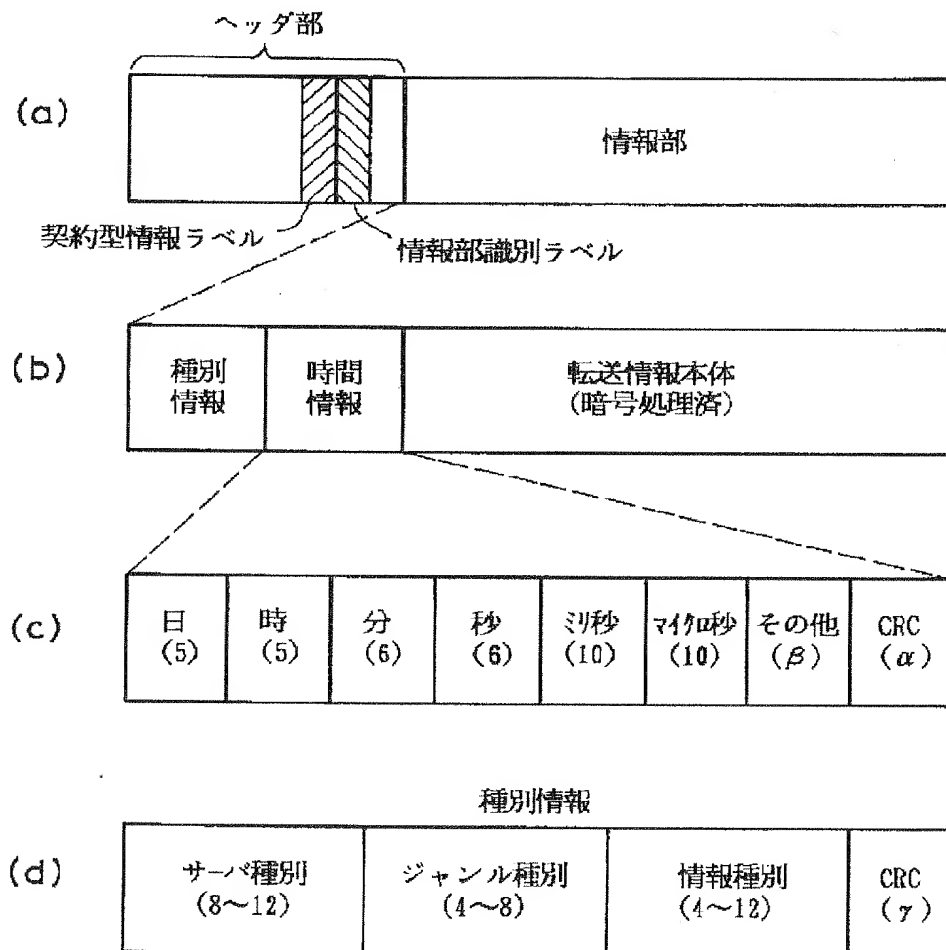 ヘッダ部
(a)
情報部
契約型情報ラベル
情報部識別ラベル
(b)
種別
情報
時間
情報
転送情報本体
(暗号処理済)
(c)
日
(5)
時
(5)
分
(6)
秒
(6)
ミリ秒
(10)
マイクロ秒
(10)
その他
(β)
CRC
(α)
種別情報
(d)
サーバ種別
(8〜12)
ジャンル種別
(4〜8)
情報種別
(4〜12)
CRC
(γ)